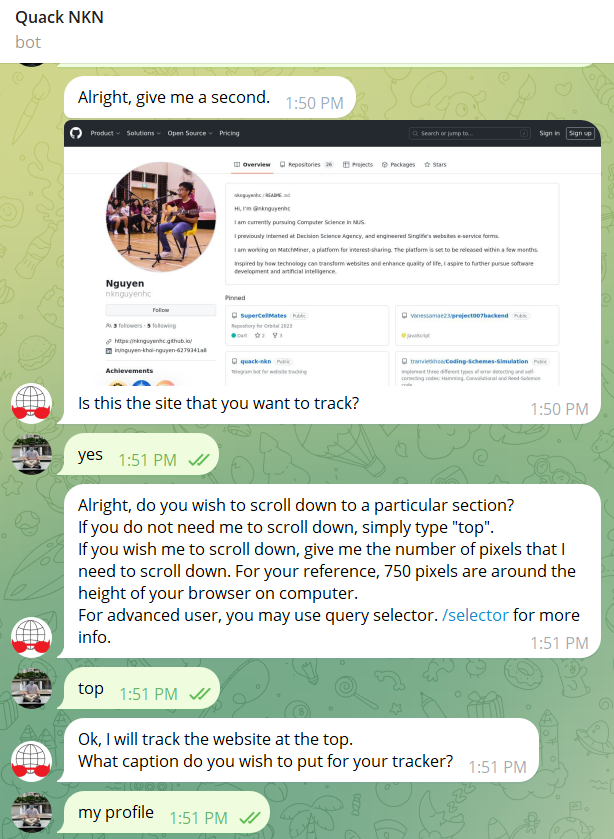 Quack NKN
bot
Alright, give me a second. 1:50 PM
Product Solutions Open Source Pricing Search or jump to... / Sign in Sign up
Overview Repositories 26 Projects Packages Stars
nknguyenhc / README.md
Hi, I'm @nknguyenhc
I am currently pursuing Computer Science in NUS.
I previously interned at Decision Science Agency, and engineered Singlife's websites e-service forms.
I am working on MatchMiner, a platform for interest-sharing. The platform is set to be released within a few months.
Inspired by how technology can transform websites and enhance quality of life, I aspire to further pursue software
development and artificial intelligence.
Nguyen
nknguyenhc
Follow
3 followers · 5 following
https://nknguyenhc.github.io/
in/nguyen-khoi-nguyen-6279341a8
Achievements
Pinned
SuperCellMates Public
Repository for Orbital 2023
Dart 2 3
Vanessamae23/project007backend Public
JavaScript
quack-nkn Public
Telegram bot for website tracking
tranvietkhoa/Coding-Schemes-Simulation Public
Implement three different types of error detecting and self-
correcting codes: Hamming, Convolutional and Reed-Solomon
code.
Is this the site that you want to track? 1:50 PM
yes 1:51 PM
Alright, do you wish to scroll down to a particular section?
If you do not need me to scroll down, simply type "top".
If you wish me to scroll down, give me the number of pixels that I
need to scroll down. For your reference, 750 pixels are around the
height of your browser on computer.
For advanced user, you may use query selector. /selector for more
info. 1:51 PM
top 1:51 PM
Ok, I will track the website at the top.
What caption do you wish to put for your tracker? 1:51 PM
my profile 1:51 PM